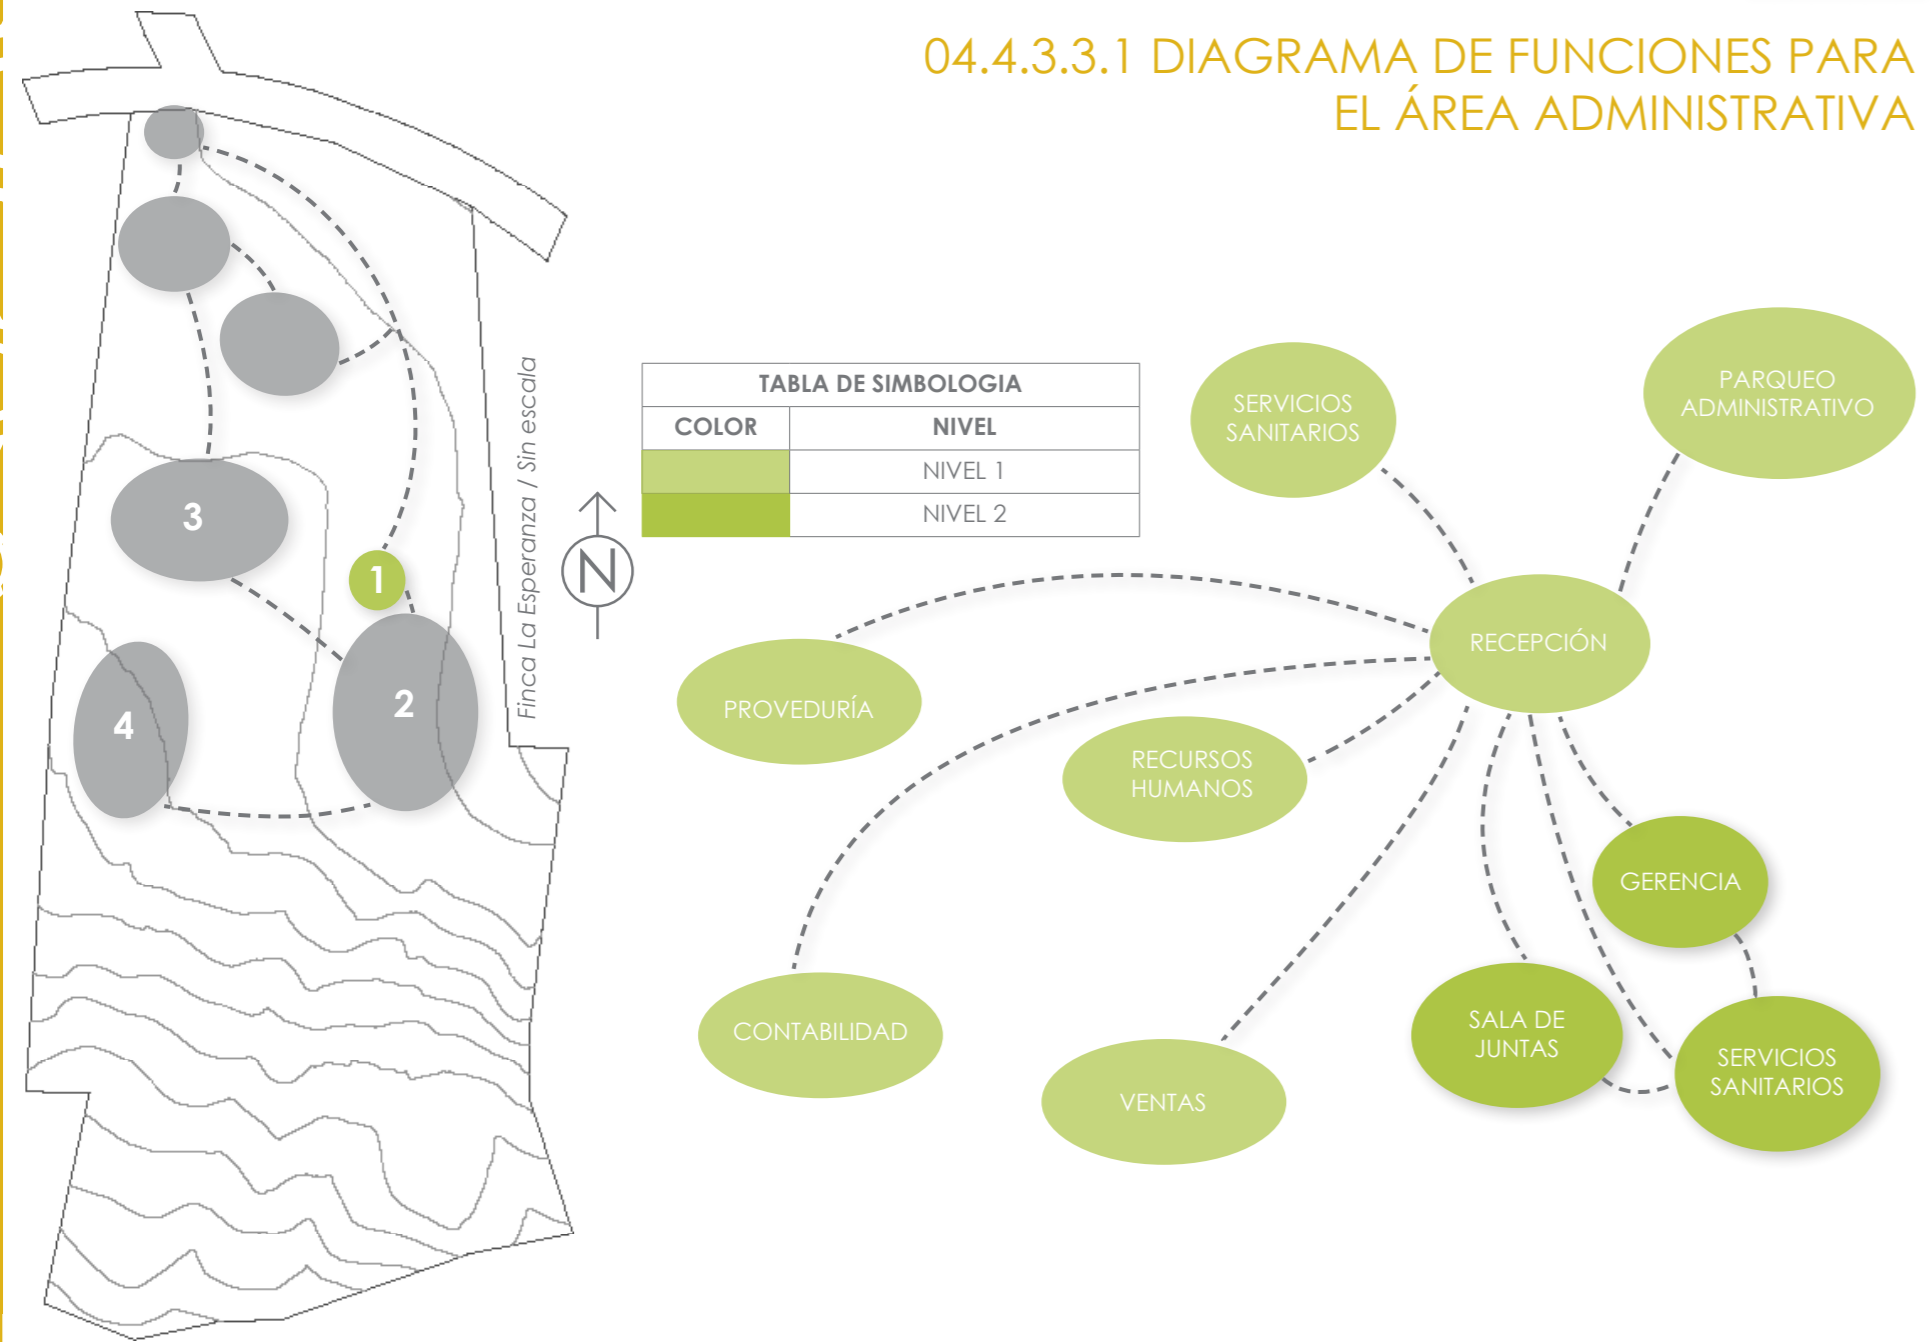 04.4.3.3.1 DIAGRAMA DE FUNCIONES PARA
EL ÁREA ADMINISTRATIVA
TABLA DE SIMBOLOGIA
COLOR NIVEL
NIVEL 1
NIVEL 2
Finca La Esperanza / Sin escala
N
1
2
3
4
SERVICIOS
SANITARIOS
PARQUEO
ADMINISTRATIVO
RECEPCIÓN
PROVEDURÍA
RECURSOS
HUMANOS
GERENCIA
CONTABILIDAD
VENTAS
SALA DE
JUNTAS
SERVICIOS
SANITARIOS